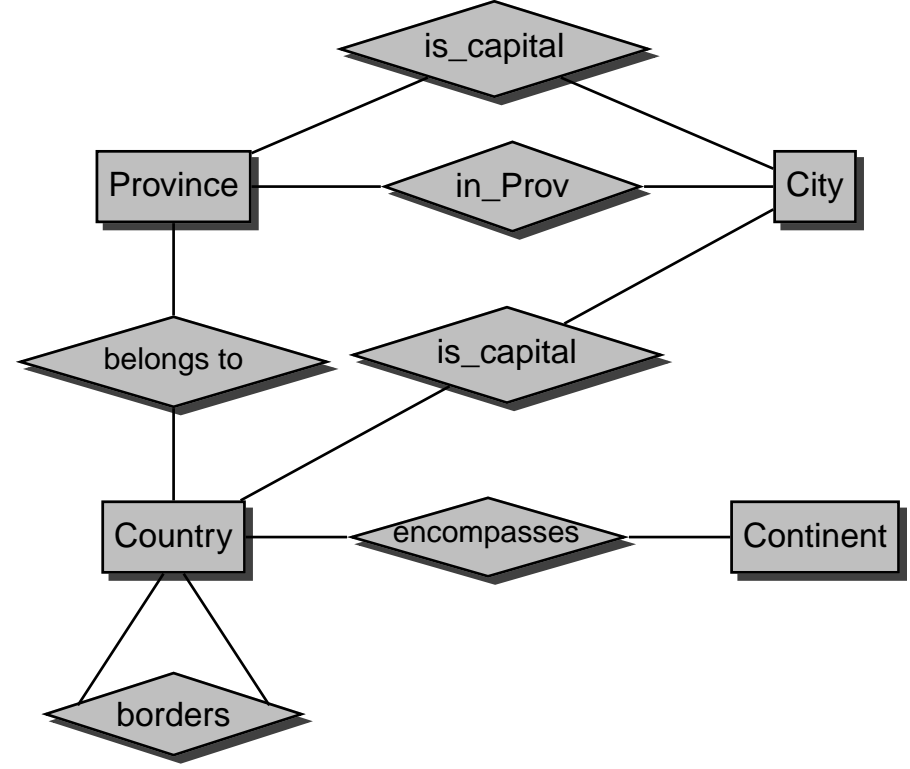 is_capital
Province
in_Prov
City
belongs to
is_capital
Country
encompasses
Continent
borders